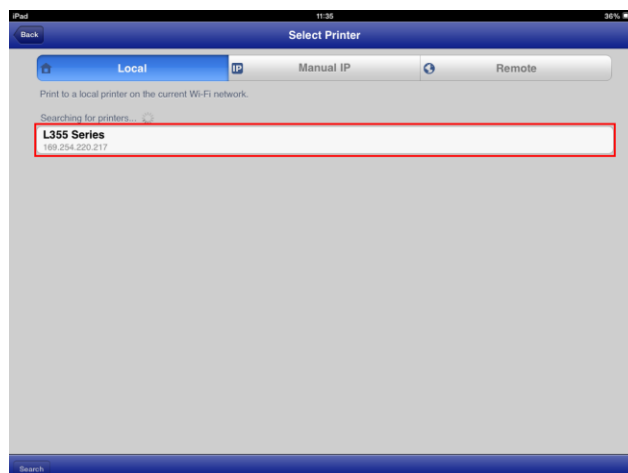 iPad 11:35 36%
Back Select Printer
Local IP Manual IP Remote
Print to a local printer on the current Wi-Fi network.
Searching for printers...
L355 Series
169.254.220.217
Search